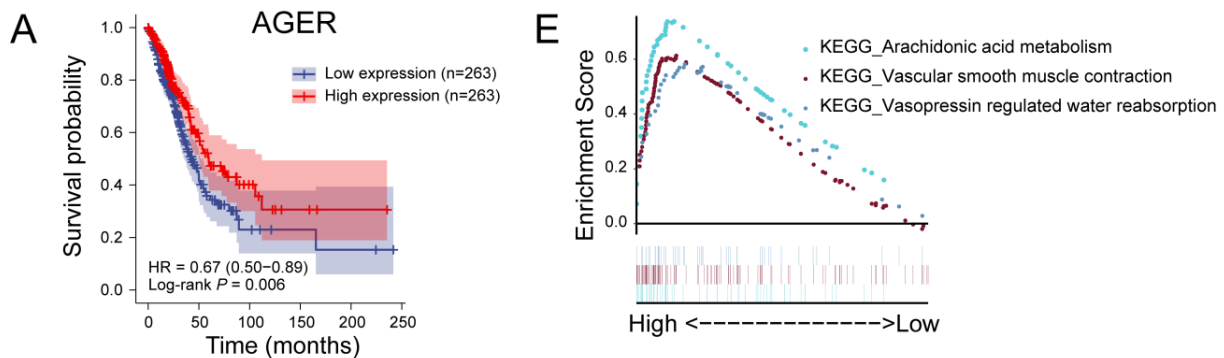 A
AGER
Survival probability
1.0
0.8
0.6
0.4
0.2
0.0
Low expression (n=263)
High expression (n=263)
HR = 0.67 (0.50−0.89)
Log-rank P = 0.006
0 50 100 150 200 250
Time (months)
E
Enrichment Score
0.6
0.4
0.2
0.0
KEGG_Arachidonic acid metabolism
KEGG_Vascular smooth muscle contraction
KEGG_Vasopressin regulated water reabsorption
High <---------------->Low